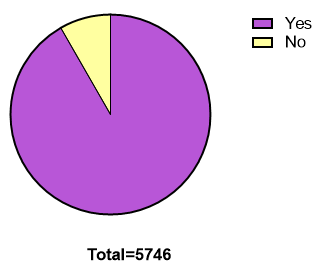 Yes
No
Total=5746